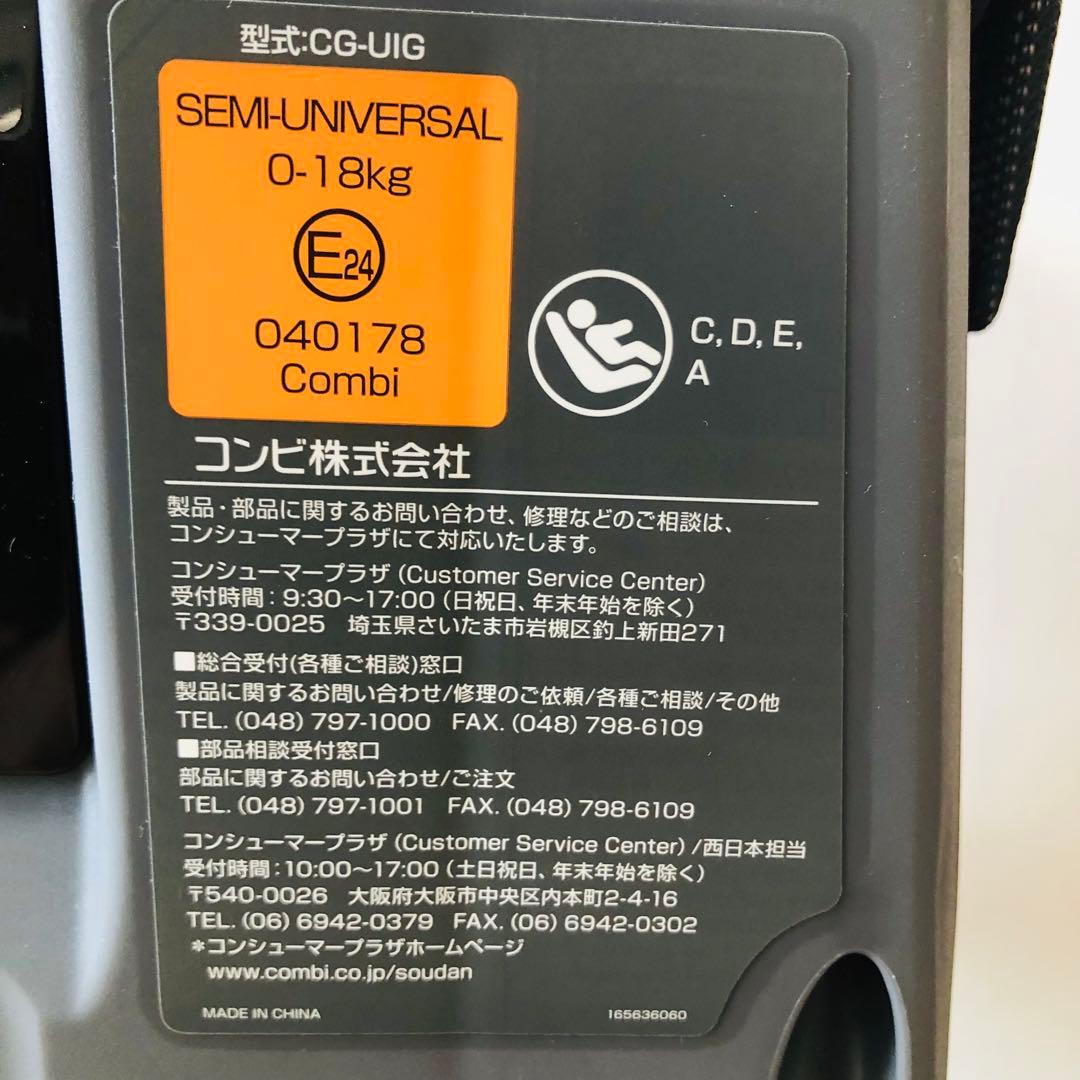 型式:CG-UIG
SEMI-UNIVERSAL
0-18kg
E24
040178
Combi
C, D, E,
A
コンビ株式会社
製品・部品に関するお問い合わせ、修理などのご相談は、
コンシューマープラザにて対応いたします。
コンシューマープラザ (Customer Service Center)
受付時間：9:30〜17:00 (日祝日、年末年始を除く)
〒339-0025 埼玉県さいたま市岩槻区釣上新田271
■総合受付(各種ご相談)窓口
製品に関するお問い合わせ/修理のご依頼/各種ご相談/その他
TEL. (048) 797-1000 FAX. (048) 798-6109
■部品相談受付窓口
部品に関するお問い合わせ/ご注文
TEL. (048) 797-1001 FAX. (048) 798-6109
コンシューマープラザ (Customer Service Center) /西日本担当
受付時間：10:00〜17:00 (土日祝日、年末年始を除く)
〒540-0026 大阪府大阪市中央区内本町2-4-16
TEL. (06) 6942-0379 FAX. (06) 6942-0302
*コンシューマープラザホームページ
www.combi.co.jp/soudan
MADE IN CHINA 165636060